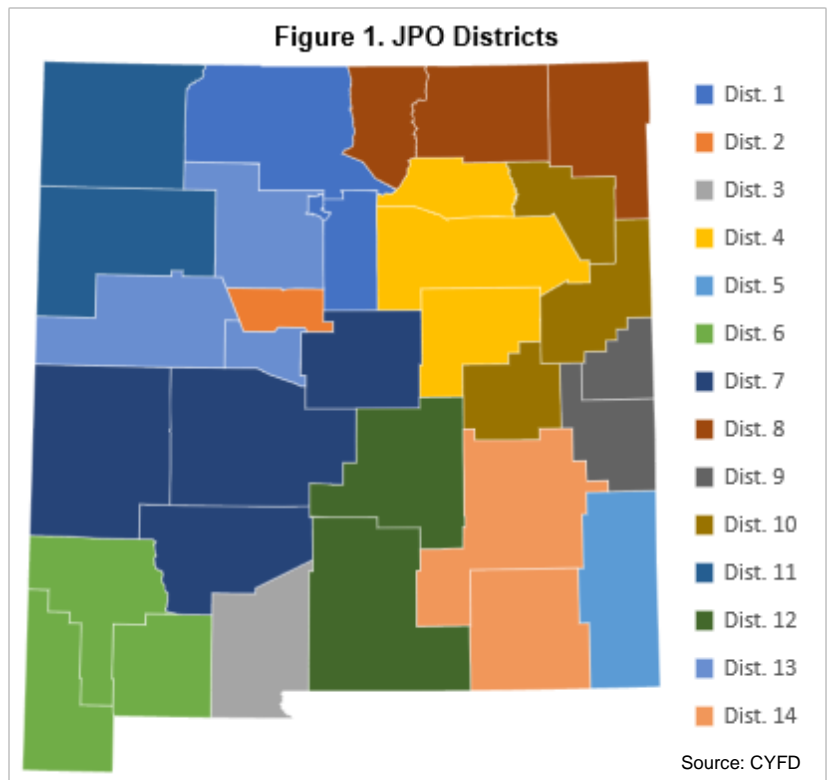 Figure 1. JPO Districts
Dist. 1
Dist. 2
Dist. 3
Dist. 4
Dist. 5
Dist. 6
Dist. 7
Dist. 8
Dist. 9
Dist. 10
Dist. 11
Dist. 12
Dist. 13
Dist. 14
Source: CYFD